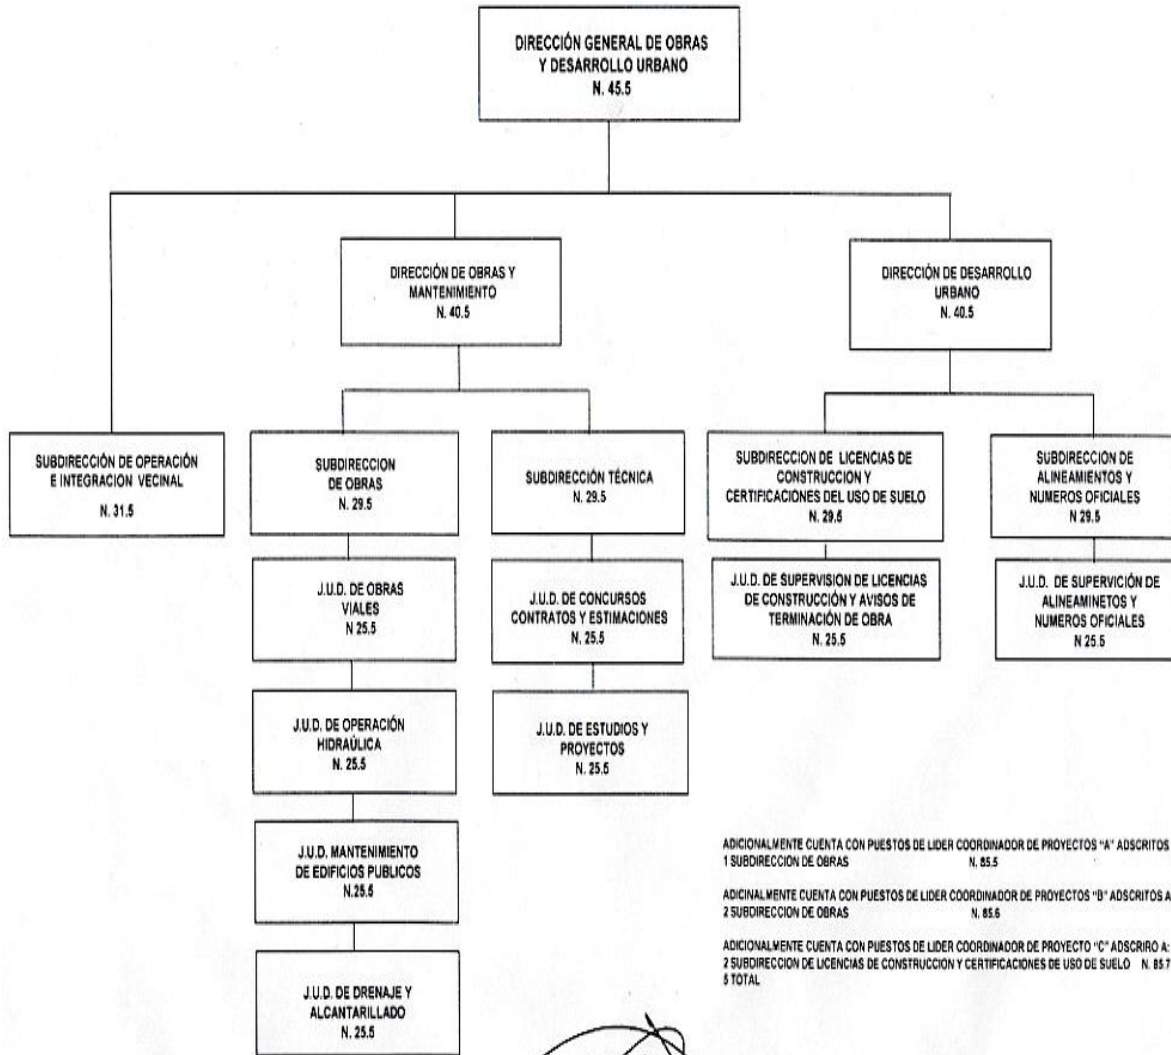 DIRECCIÓN GENERAL DE OBRAS
Y DESARROLLO URBANO
N. 45.5
DIRECCIÓN DE OBRAS Y
MANTENIMIENTO
N. 40.5
DIRECCIÓN DE DESARROLLO
URBANO
N. 40.5
SUBDIRECCIÓN DE OPERACIÓN
E INTEGRACION VECINAL
N. 31.5
SUBDIRECCION
DE OBRAS
N. 29.5
SUBDIRECCIÓN TÉCNICA
N. 29.5
SUBDIRECCION DE LICENCIAS DE
CONSTRUCCION Y
CERTIFICACIONES DEL USO DE SUELO
N. 29.5
SUBDIRECCION DE
ALINEAMIENTOS Y
NUMEROS OFICIALES
N 29.5
J.U.D. DE OBRAS
VIALES
N 25.5
J.U.D. DE CONCURSOS
CONTRATOS Y ESTIMACIONES
N. 25.5
J.U.D. DE SUPERVISION DE LICENCIAS
DE CONSTRUCCIÓN Y AVISOS DE
TERMINACIÓN DE OBRA
N. 25.5
J.U.D. DE SUPERVICIÓN DE
ALINEAMINETOS Y
NUMEROS OFICIALES
N 25.5
J.U.D. DE OPERACIÓN
HIDRAÚLICA
N. 25.5
J.U.D. DE ESTUDIOS Y
PROYECTOS
N. 25.5
J.U.D. MANTENIMIENTO
DE EDIFICIOS PUBLICOS
N.25.5
J.U.D. DE DRENAJE Y
ALCANTARILLADO
N. 25.5
ADICIONALMENTE CUENTA CON PUESTOS DE LIDER COORDINADOR DE PROYECTOS "A" ADSCRITOS
1 SUBDIRECCION DE OBRAS N. 85.5
ADICINALMENTE CUENTA CON PUESTOS DE LIDER COORDINADOR DE PROYECTOS "B" ADSCRITOS A
2 SUBDIRECCION DE OBRAS N. 85.6
ADICIONALMENTE CUENTA CON PUESTOS DE LIDER COORDINADOR DE PROYECTO "C" ADSCRIRO A:
2 SUBDIRECCION DE LICENCIAS DE CONSTRUCCION Y CERTIFICACIONES DE USO DE SUELO N. 85.7
5 TOTAL